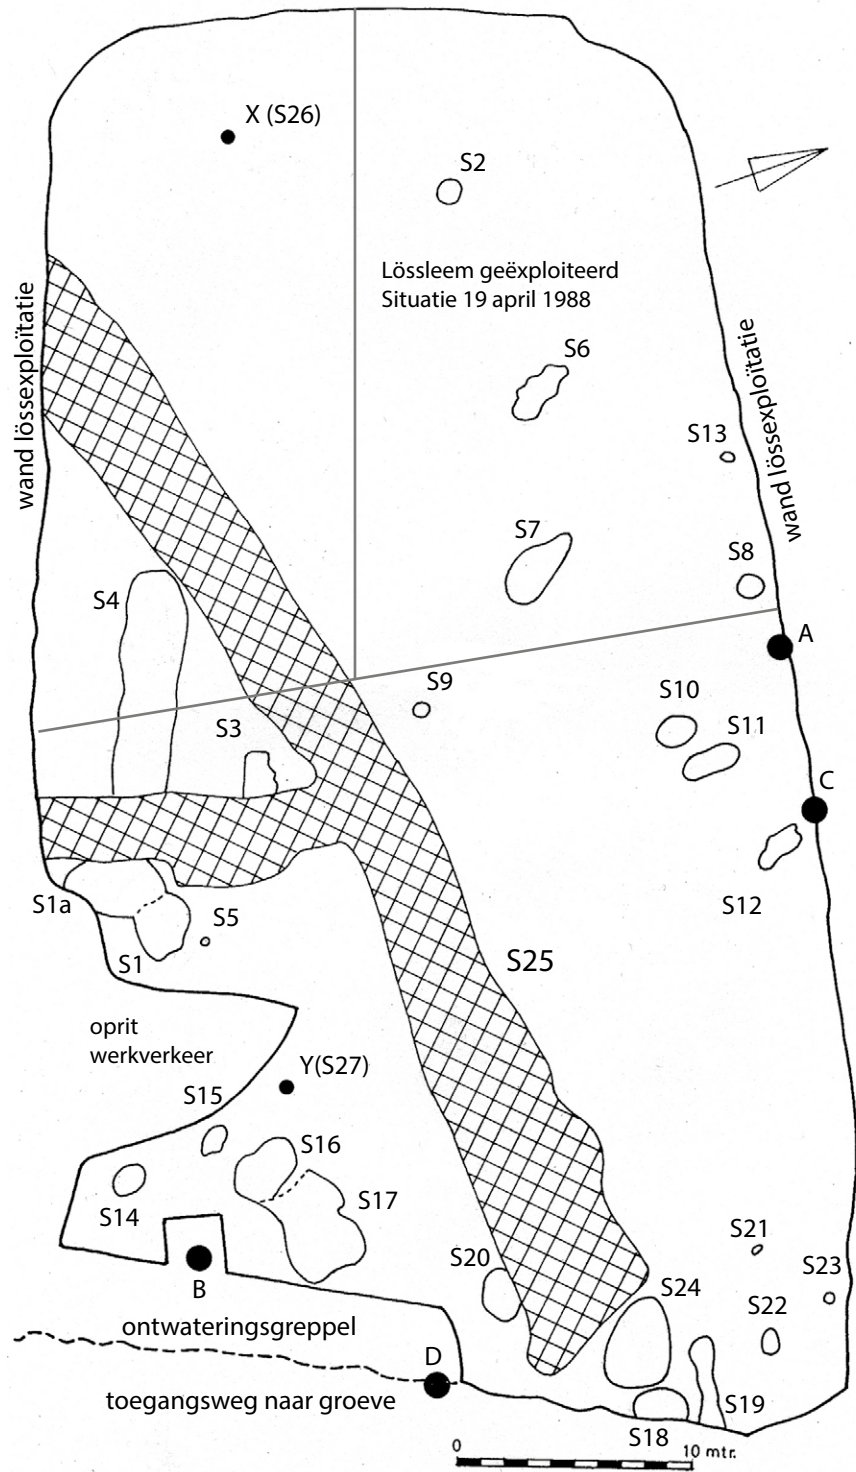 X (S26)
S2
Lössleem geëxploiteerd
Situatie 19 april 1988
wand lössexploïtatie
wand lössexploïtatie
S6
S13
S7
S8
S4
A
S9
S10
S3
S11
C
S1a
S12
S5
S1
S25
oprit
werkverkeer
Y(S27)
S15
S16
S14
S17
S21
S20
S23
S24
B
S22
ontwateringsgreppel
D
toegangsweg naar groeve
S19
S18
0
10 mtr.